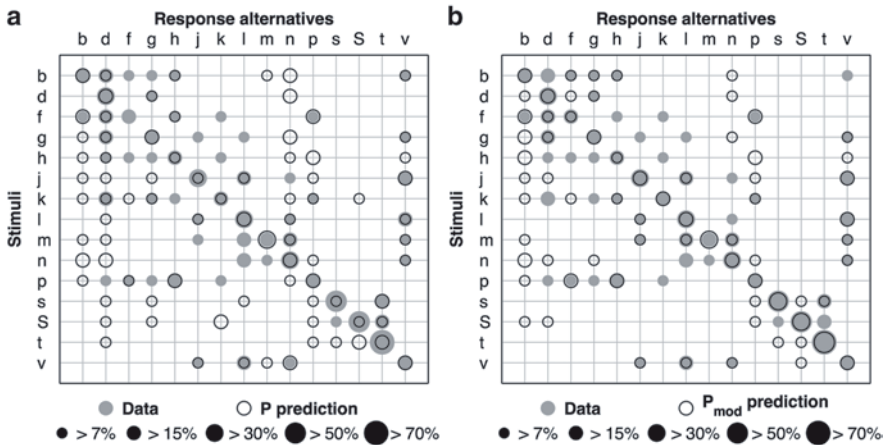 a
Response alternatives
b d f g h j k l m n p s S t v
Stimuli
b
d
f
g
h
j
k
l
m
n
p
s
S
t
v
Data
P prediction
> 7% > 15% > 30% > 50% > 70%
b
Response alternatives
b d f g h j k l m n p s S t v
Stimuli
b
d
f
g
h
j
k
l
m
n
p
s
S
t
v
Data
Pmod prediction
> 7% > 15% > 30% > 50% > 70%